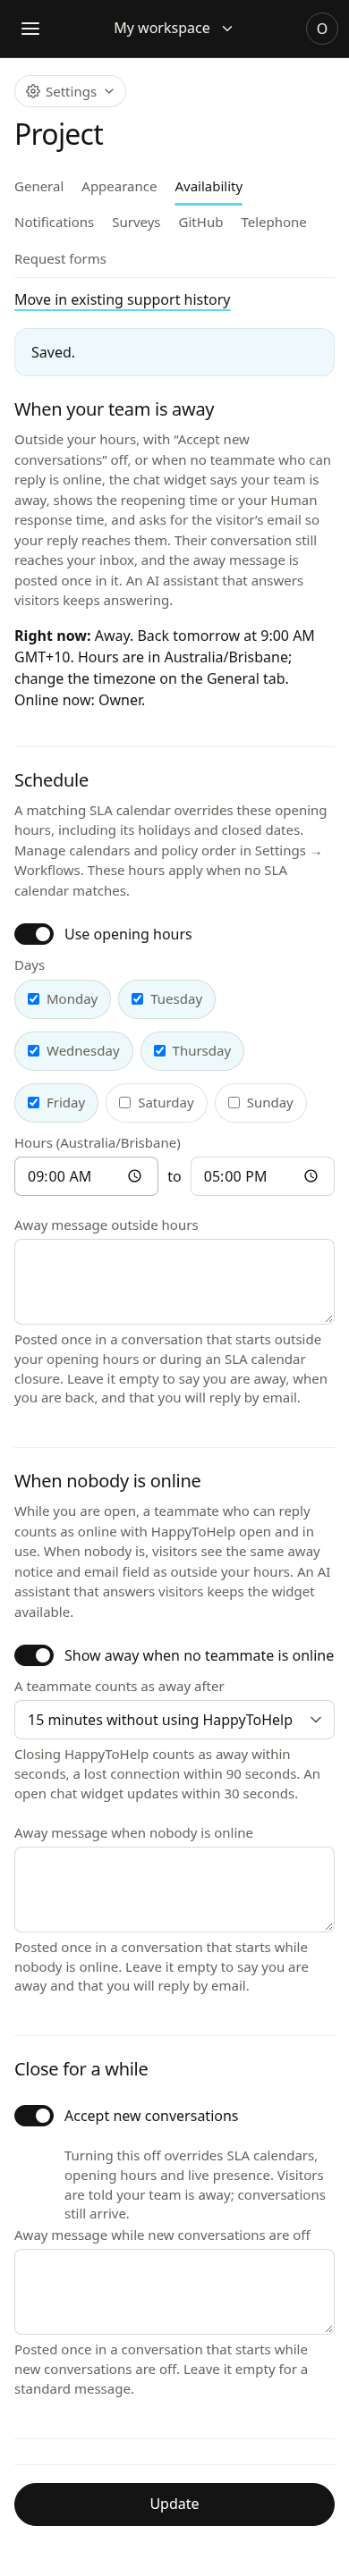 My workspace
O
Settings
Project
General Appearance Availability
Notifications Surveys GitHub Telephone
Request forms
Move in existing support history
Saved.
When your team is away
Outside your hours, with “Accept new
conversations” off, or when no teammate who can
reply is online, the chat widget says your team is
away, shows the reopening time or your Human
response time, and asks for the visitor’s email so
your reply reaches them. Their conversation still
reaches your inbox, and the away message is
posted once in it. An AI assistant that answers
visitors keeps answering.
Right now: Away. Back tomorrow at 9:00 AM
GMT+10. Hours are in Australia/Brisbane;
change the timezone on the General tab.
Online now: Owner.
Schedule
A matching SLA calendar overrides these opening
hours, including its holidays and closed dates.
Manage calendars and policy order in Settings →
Workflows. These hours apply when no SLA
calendar matches.
Use opening hours
Days
Monday Tuesday
Wednesday Thursday
Friday Saturday Sunday
Hours (Australia/Brisbane)
09:00 AM to 05:00 PM
Away message outside hours
Posted once in a conversation that starts outside
your opening hours or during an SLA calendar
closure. Leave it empty to say you are away, when
you are back, and that you will reply by email.
When nobody is online
While you are open, a teammate who can reply
counts as online with HappyToHelp open and in
use. When nobody is, visitors see the same away
notice and email field as outside your hours. An AI
assistant that answers visitors keeps the widget
available.
Show away when no teammate is online
A teammate counts as away after
15 minutes without using HappyToHelp
Closing HappyToHelp counts as away within
seconds, a lost connection within 90 seconds. An
open chat widget updates within 30 seconds.
Away message when nobody is online
Posted once in a conversation that starts while
nobody is online. Leave it empty to say you are
away and that you will reply by email.
Close for a while
Accept new conversations
Turning this off overrides SLA calendars,
opening hours and live presence. Visitors
are told your team is away; conversations
still arrive.
Away message while new conversations are off
Posted once in a conversation that starts while
new conversations are off. Leave it empty for a
standard message.
Update